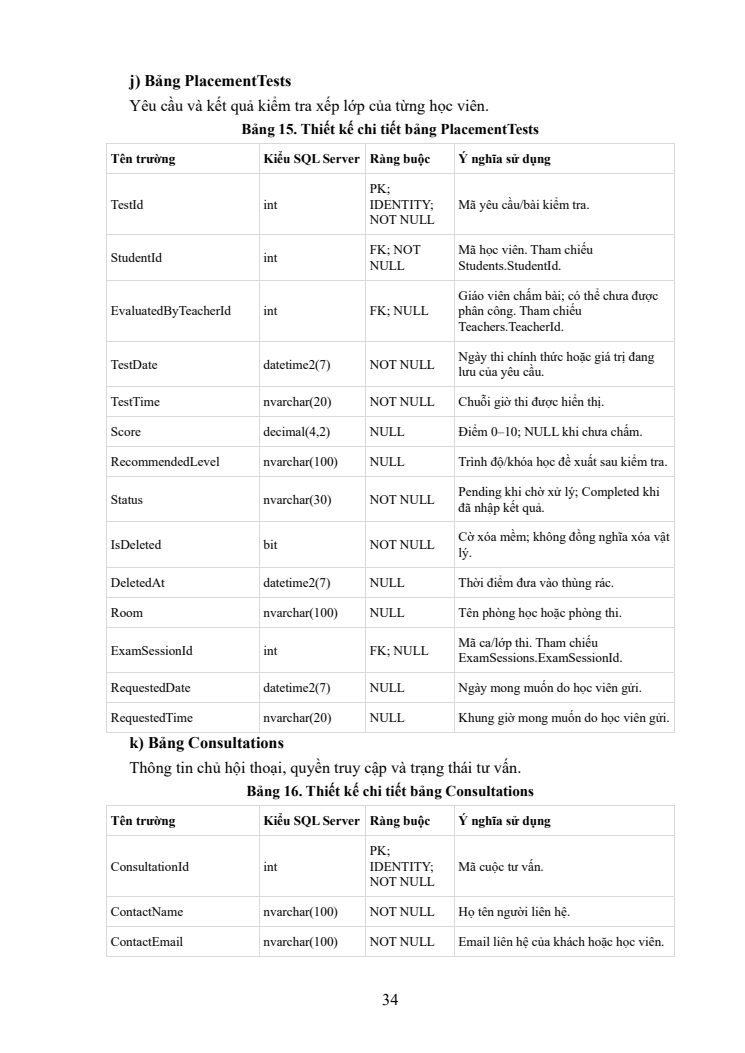 j) Bảng PlacementTests
Yêu cầu và kết quả kiểm tra xếp lớp của từng học viên.
Bảng 15. Thiết kế chi tiết bảng PlacementTests
Tên trường Kiểu SQL Server Ràng buộc Ý nghĩa sử dụng
TestId int PK; IDENTITY; NOT NULL Mã yêu cầu/bài kiểm tra.
StudentId int FK; NOT NULL Mã học viên. Tham chiếu Students.StudentId.
EvaluatedByTeacherId int FK; NULL Giáo viên chấm bài; có thể chưa được phân công. Tham chiếu Teachers.TeacherId.
TestDate datetime2(7) NOT NULL Ngày thi chính thức hoặc giá trị đang lưu của yêu cầu.
TestTime nvarchar(20) NOT NULL Chuỗi giờ thi được hiển thị.
Score decimal(4,2) NULL Điểm 0–10; NULL khi chưa chấm.
RecommendedLevel nvarchar(100) NULL Trình độ/khóa học đề xuất sau kiểm tra.
Status nvarchar(30) NOT NULL Pending khi chờ xử lý; Completed khi đã nhập kết quả.
IsDeleted bit NOT NULL Cờ xóa mềm; không đồng nghĩa xóa vật lý.
DeletedAt datetime2(7) NULL Thời điểm đưa vào thùng rác.
Room nvarchar(100) NULL Tên phòng học hoặc phòng thi.
ExamSessionId int FK; NULL Mã ca/lớp thi. Tham chiếu ExamSessions.ExamSessionId.
RequestedDate datetime2(7) NULL Ngày mong muốn do học viên gửi.
RequestedTime nvarchar(20) NULL Khung giờ mong muốn do học viên gửi.
k) Bảng Consultations
Thông tin chủ hội thoại, quyền truy cập và trạng thái tư vấn.
Bảng 16. Thiết kế chi tiết bảng Consultations
Tên trường Kiểu SQL Server Ràng buộc Ý nghĩa sử dụng
ConsultationId int PK; IDENTITY; NOT NULL Mã cuộc tư vấn.
ContactName nvarchar(100) NOT NULL Họ tên người liên hệ.
ContactEmail nvarchar(100) NOT NULL Email liên hệ của khách hoặc học viên.
34